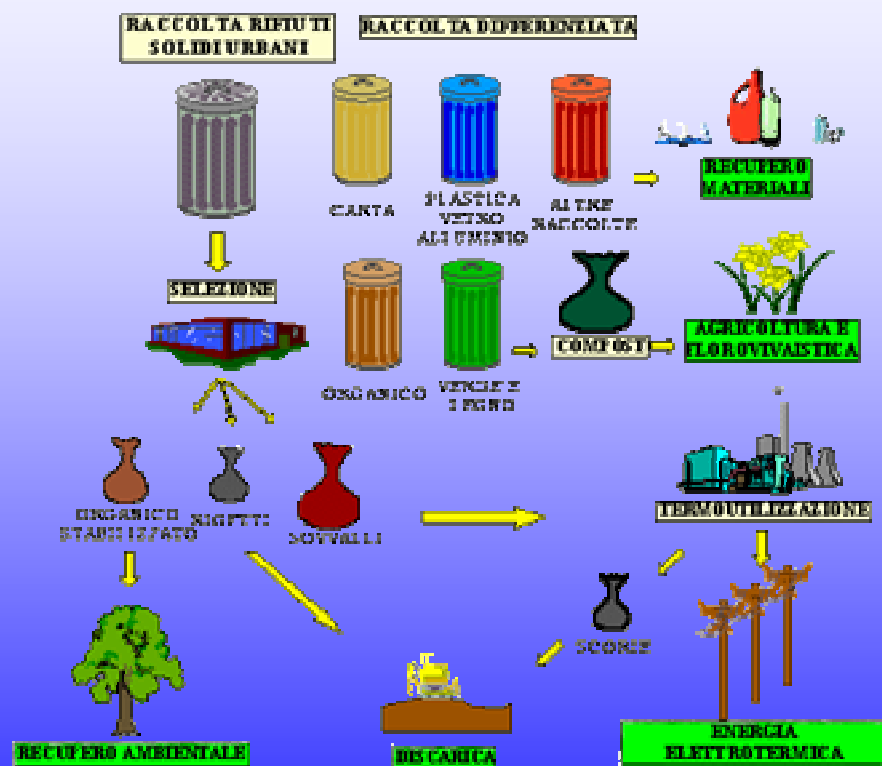 RACCOLTA RIFIUTI
SOLIDI URBANI
RACCOLTA DIFFERENZIATA
CARTA
PLASTICA
VETRO
ALLUMINIO
ALTRE
RACCOLTE
RECUPERO
MATERIALI
SELEZIONE
ORGANICO
VERDE E
LEGNO
COMPOST
AGRICOLTURA E
FLOROVIVAISTICA
ORGANICO
STABILIZZATO
RIGETTI
SOVVALLI
TERMOUTILIZZAZIONE
SCORIE
RECUPERO AMBIENTALE
DISCARICA
ENERGIA
ELETTROTERMICA